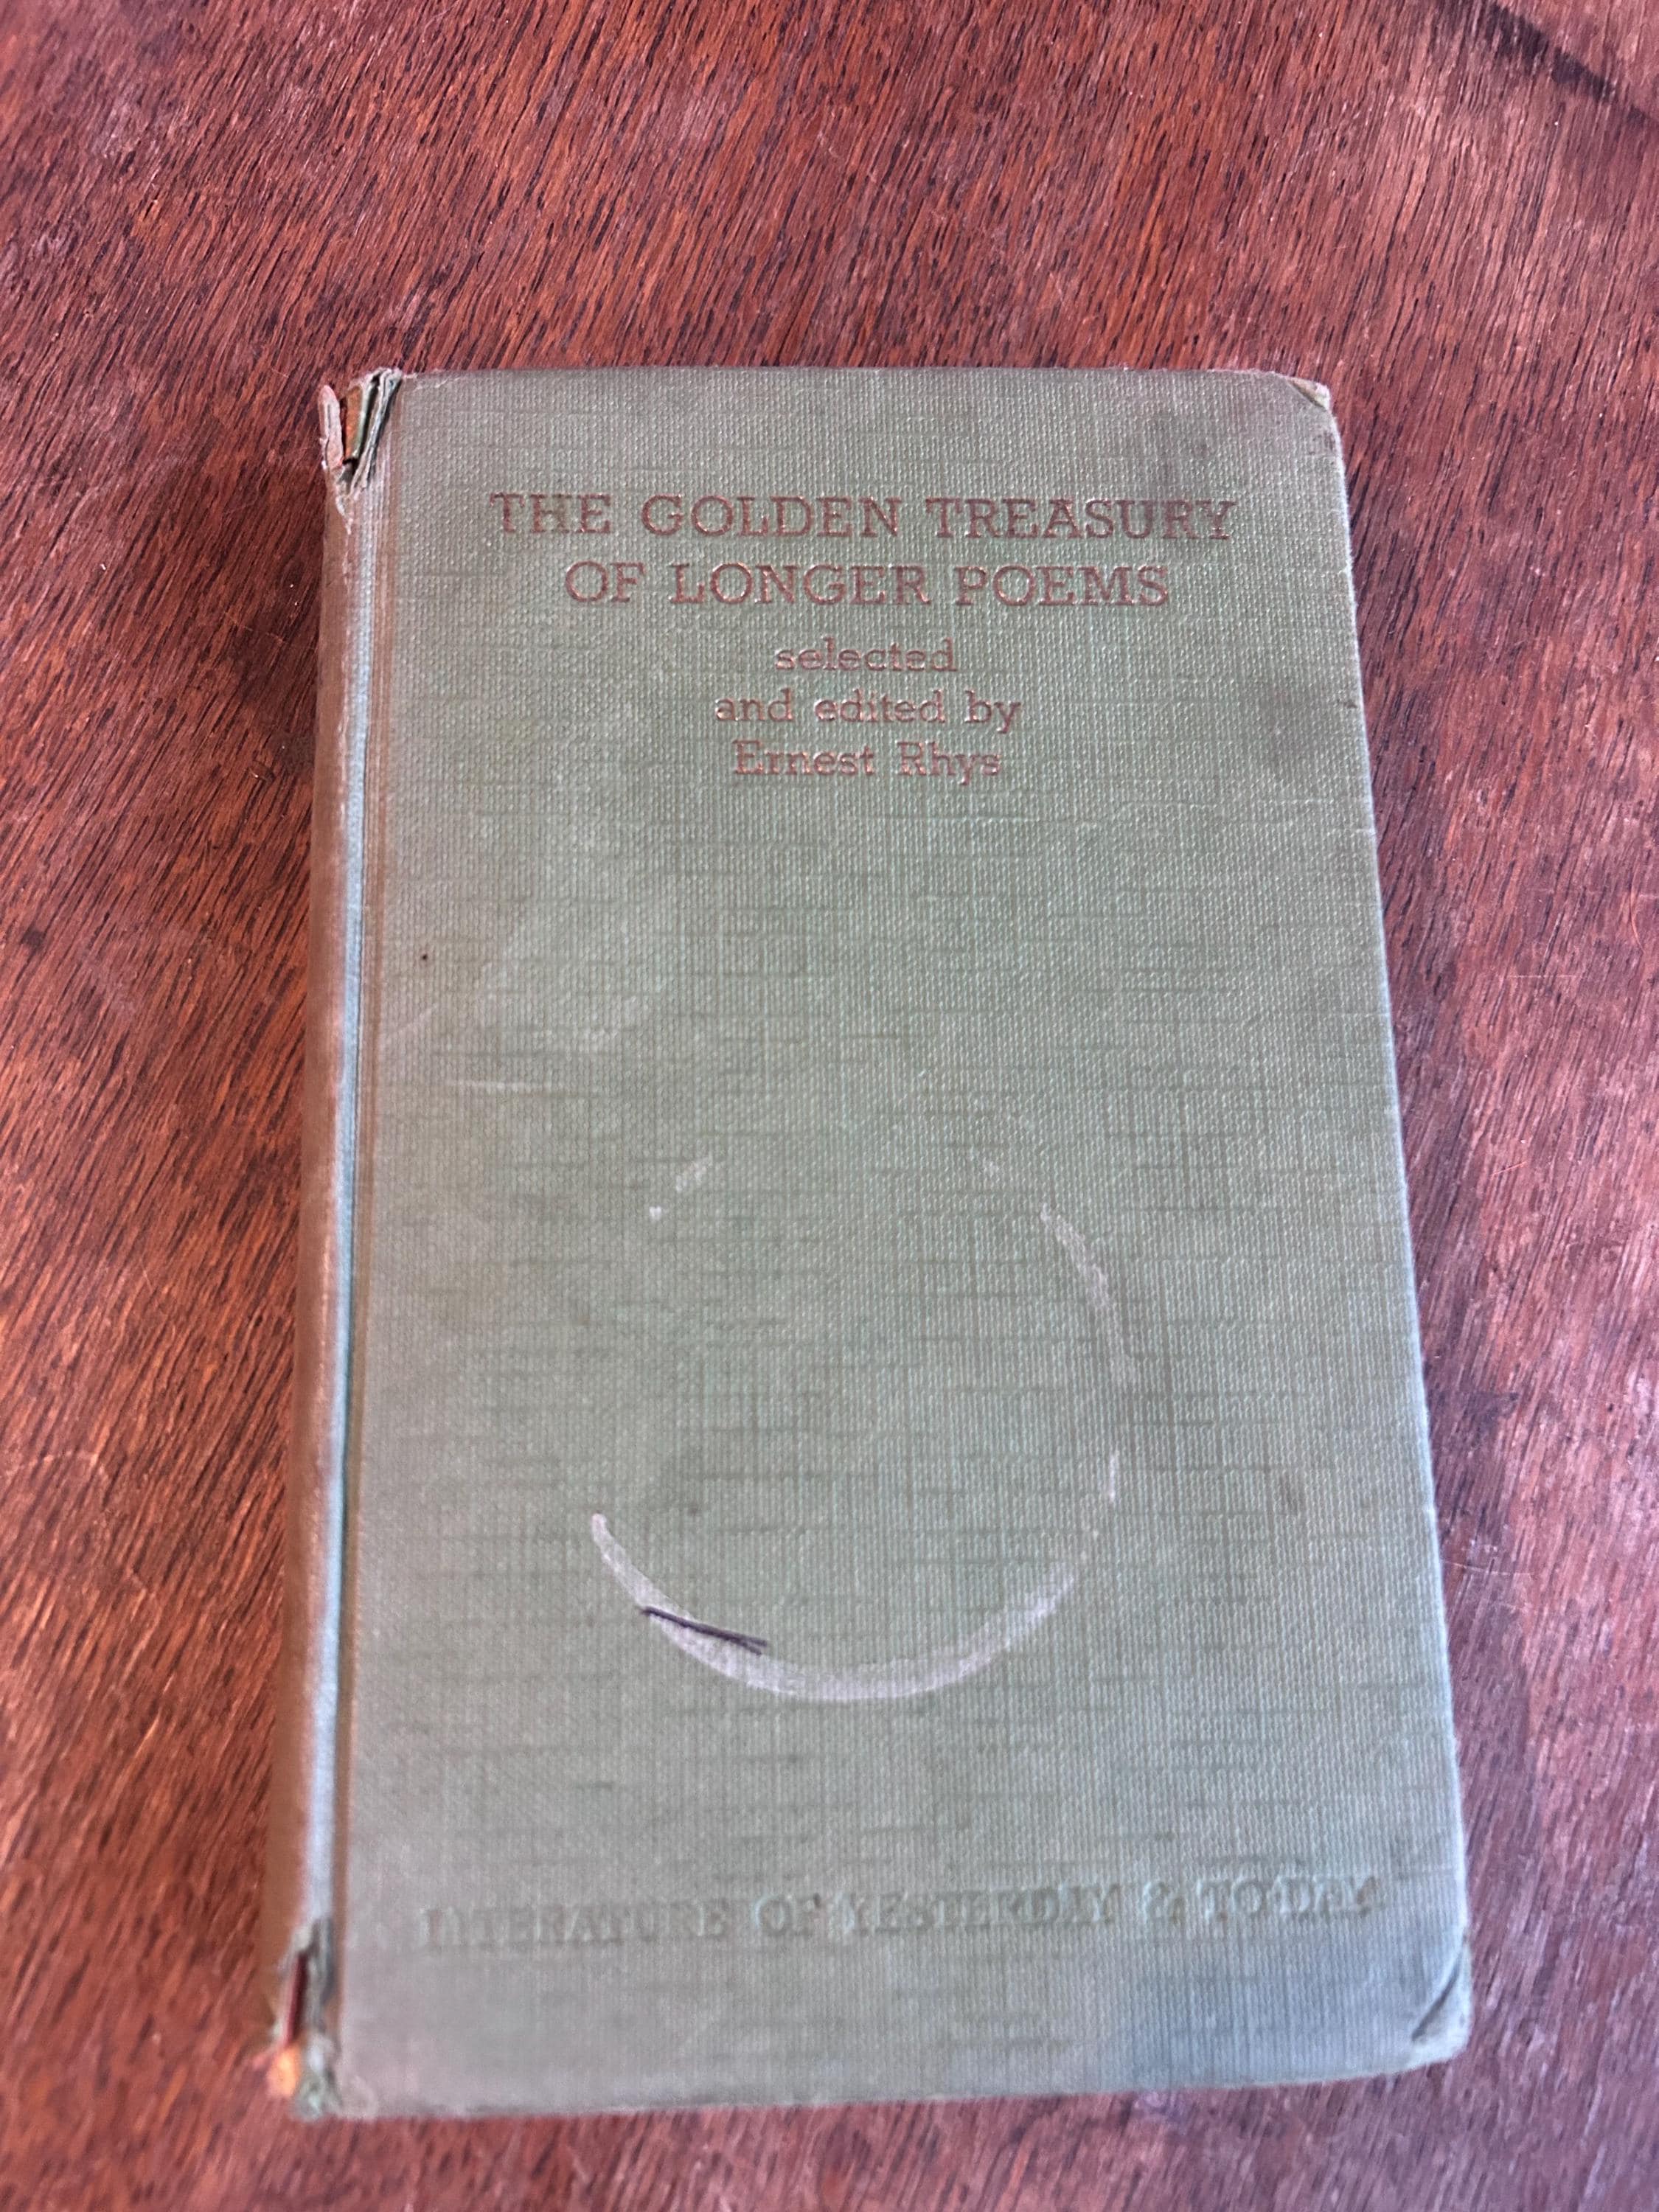 THE GOLDEN TREASURY
OF LONGER POEMS
selected
and edited by
Ernest Rhys
LITERATURE OF YESTERDAY & TO-DAY